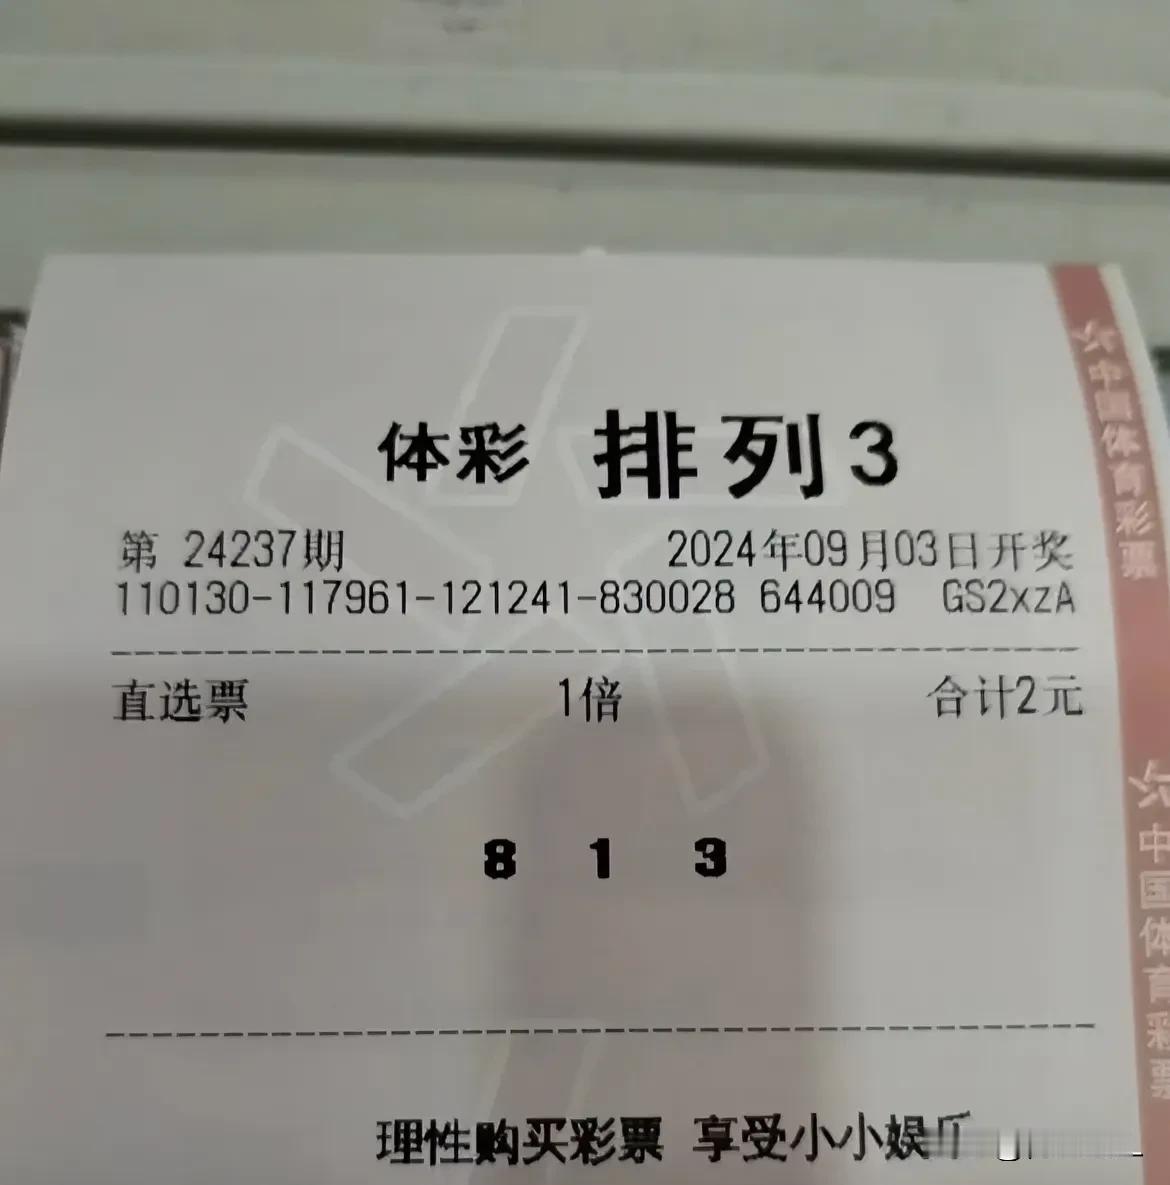 体彩 排列3
第 24237期 2024年09月03日开奖
110130-117961-121241-830028 644009 GS2xzA
直选票 1倍 合计2元
8 1 3
理性购买彩票 享受小小娱
中国体育彩票
中国体育彩票